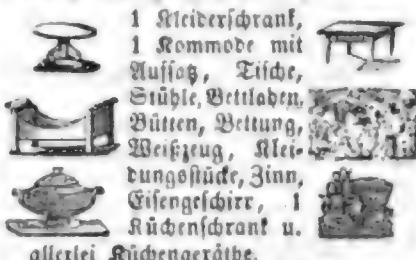 1 Kleiderschrank,
1 Kommode mit
Aufsatz, Tische,
Stühle, Bettladen,
Bütten, Bettung,
Weißzeug, Klei-
dungsstücke, Zinn,
Eisengeschirr, 1
Küchenschrank u.
allerlei Küchengeräthe.